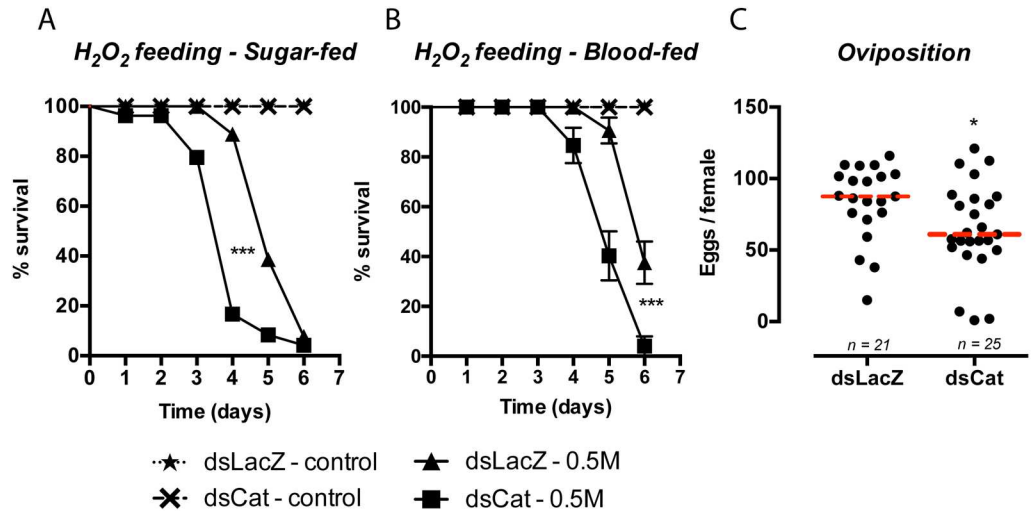 A
B
C
H₂O₂ feeding - Sugar-fed
H₂O₂ feeding - Blood-fed
Oviposition
% survival
100
80
60
40
20
0
***
0 1 2 3 4 5 6 7
Time (days)
% survival
100
80
60
40
20
0
***
0 1 2 3 4 5 6 7
Time (days)
Eggs / female
150
100
50
0
*
n = 21
n = 25
dsLacZ
dsCat
dsLacZ - control
dsLacZ - 0.5M
dsCat - control
dsCat - 0.5M